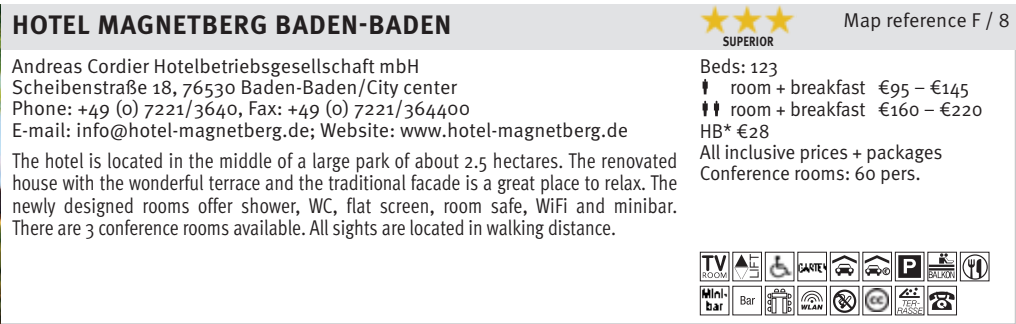 HOTEL MAGNETBERG BADEN-BADEN
SUPERIOR
Map reference F / 8
Andreas Cordier Hotelbetriebsgesellschaft mbH
Scheibenstraße 18, 76530 Baden-Baden/City center
Phone: +49 (0) 7221/3640, Fax: +49 (0) 7221/364400
E-mail: info@hotel-magnetberg.de; Website: www.hotel-magnetberg.de
The hotel is located in the middle of a large park of about 2.5 hectares. The renovated
house with the wonderful terrace and the traditional facade is a great place to relax. The
newly designed rooms offer shower, WC, flat screen, room safe, WiFi and minibar.
There are 3 conference rooms available. All sights are located in walking distance.
Beds: 123
room + breakfast €95 – €145
room + breakfast €160 – €220
HB* €28
All inclusive prices + packages
Conference rooms: 60 pers.
TV ROOM LIFT GARTEN P BALKON
Mini-bar Bar WLAN CC TER-RASSE